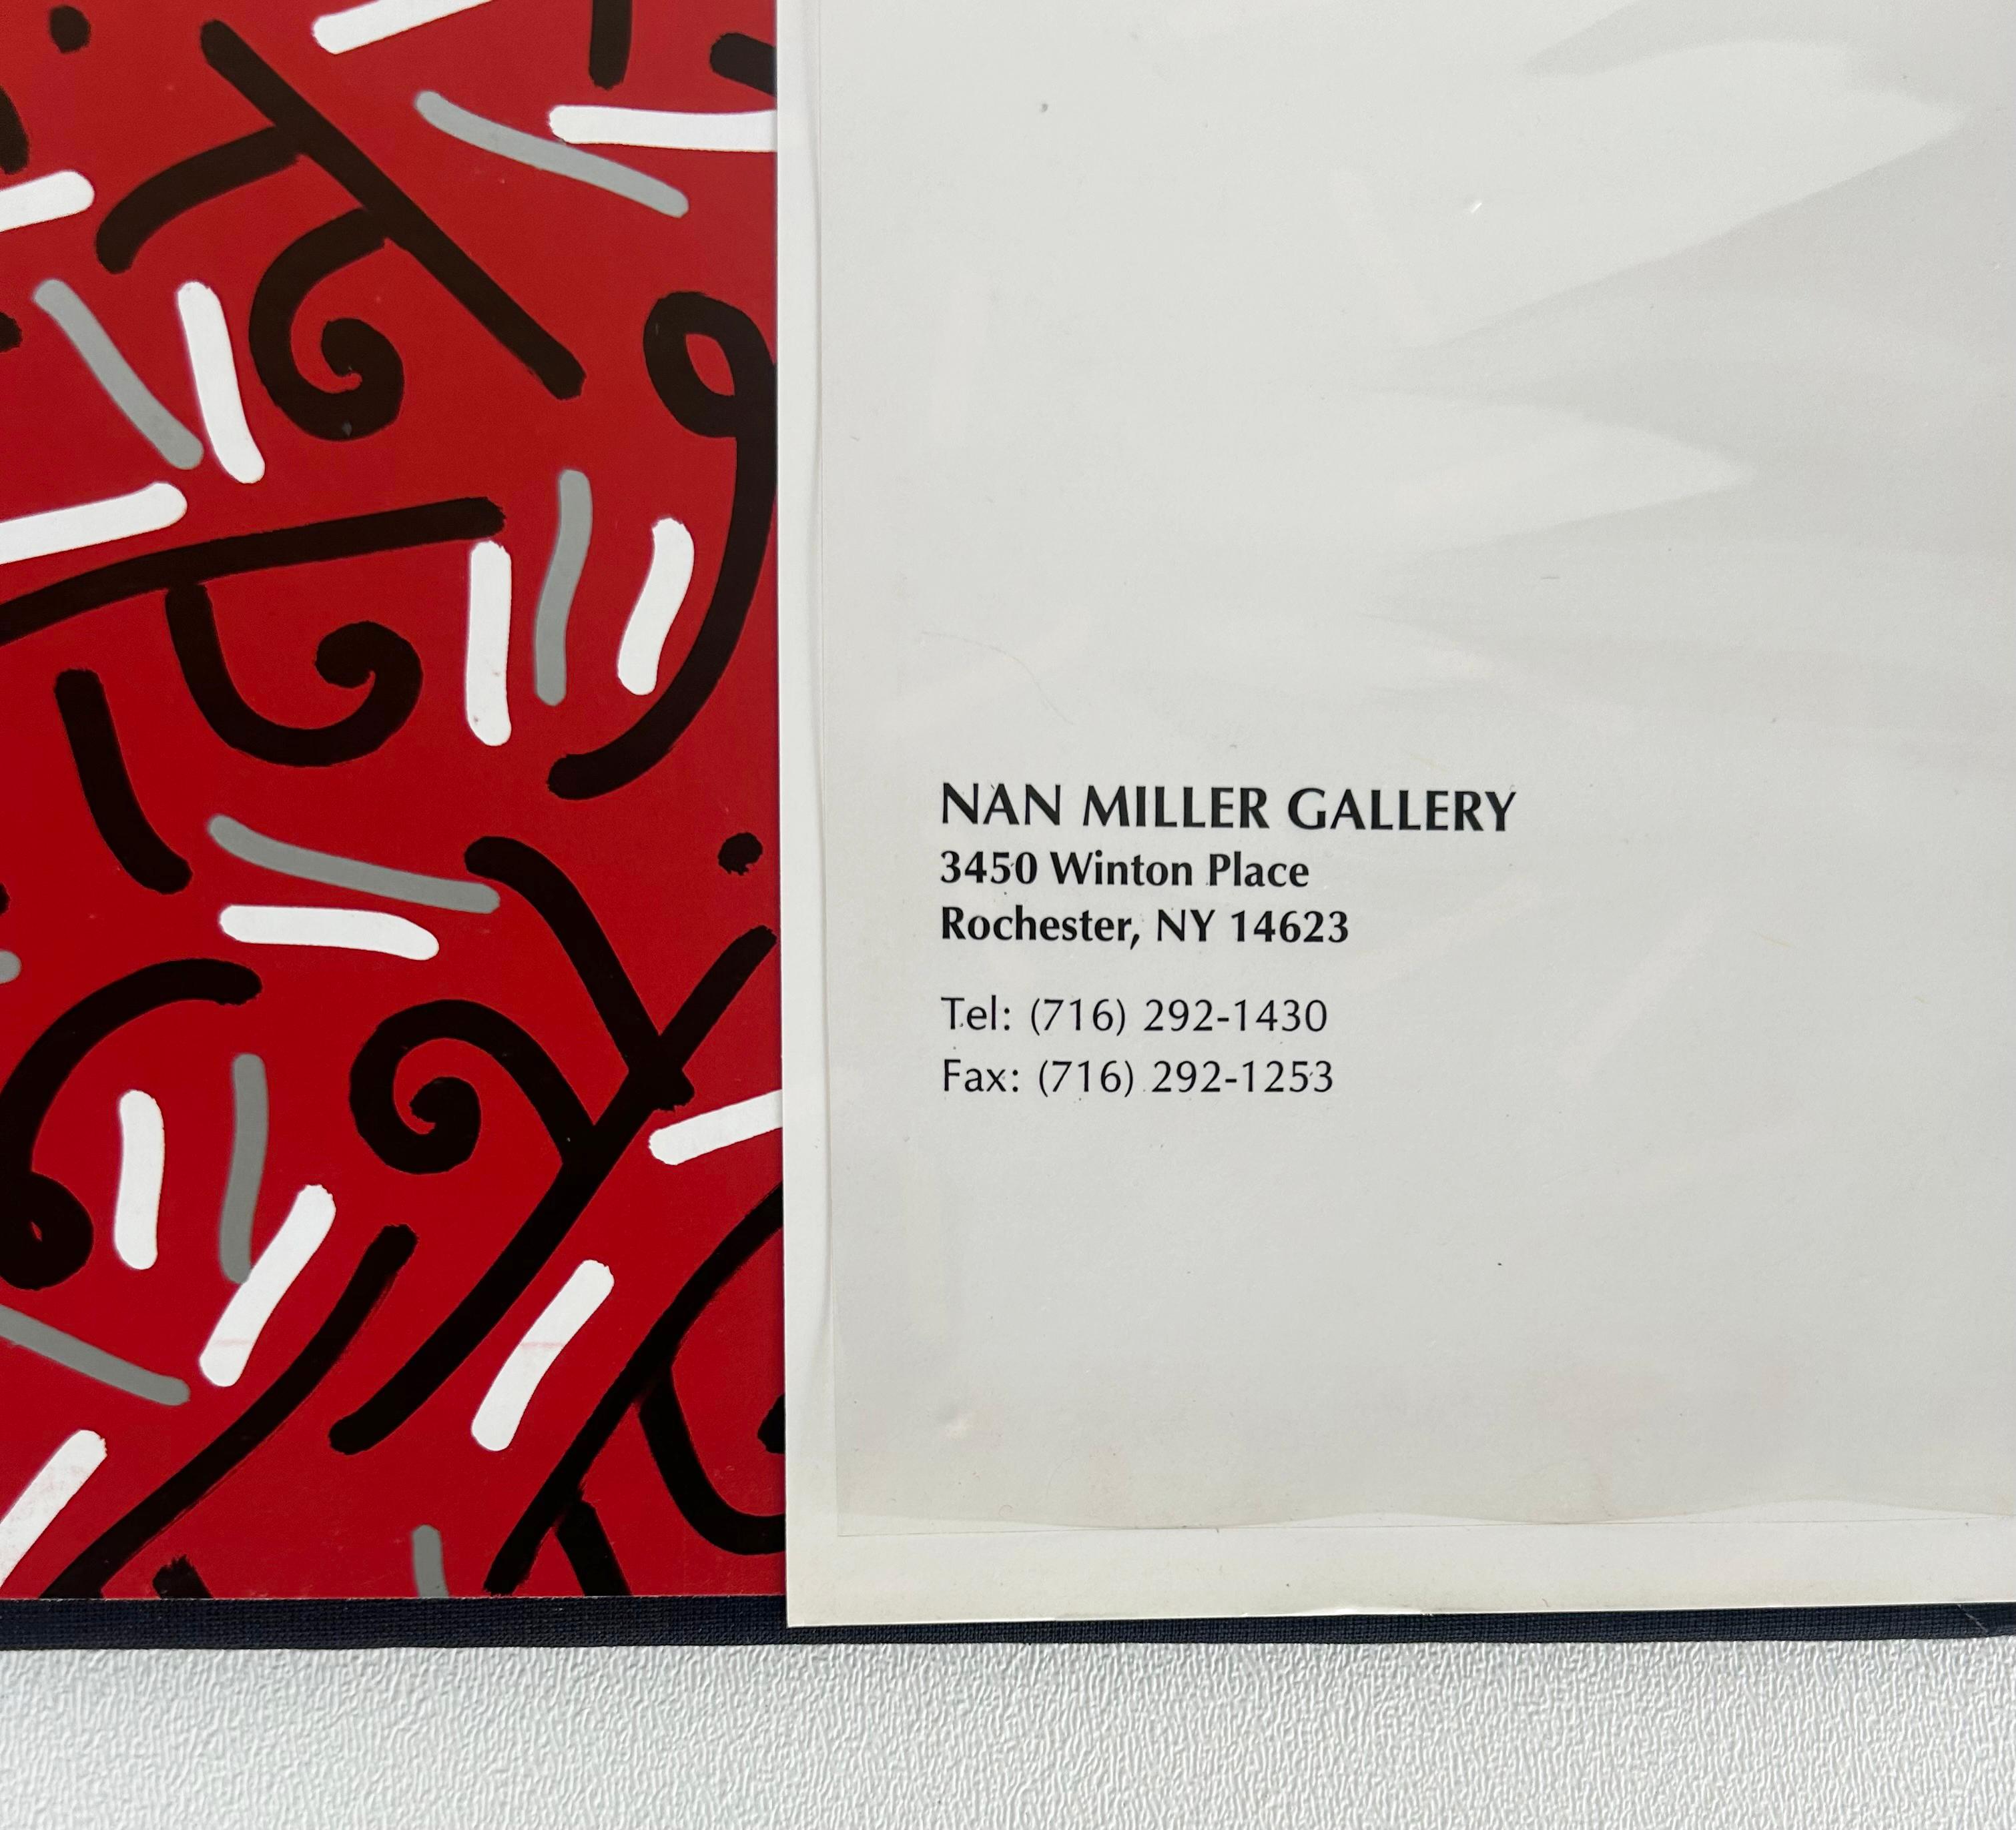 NAN MILLER GALLERY
3450 Winton Place
Rochester, NY 14623
Tel: (716) 292-1430
Fax: (716) 292-1253